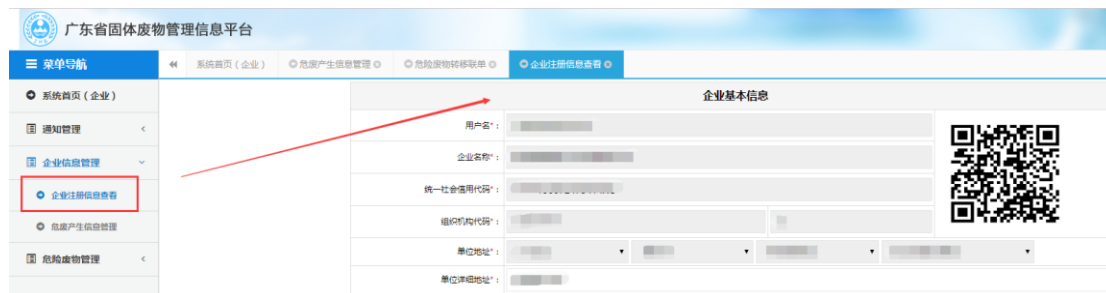 广东省固体废物管理信息平台
菜单导航
系统首页（企业）
危废产生信息管理
危险废物转移联单
企业注册信息查看
系统首页（企业）
企业基本信息
通知管理
用户名*：
企业信息管理
企业名称*：
企业注册信息查看
统一社会信用代码*：
危废产生信息管理
组织机构代码*：
危险废物管理
单位地址*：
单位详细地址*：